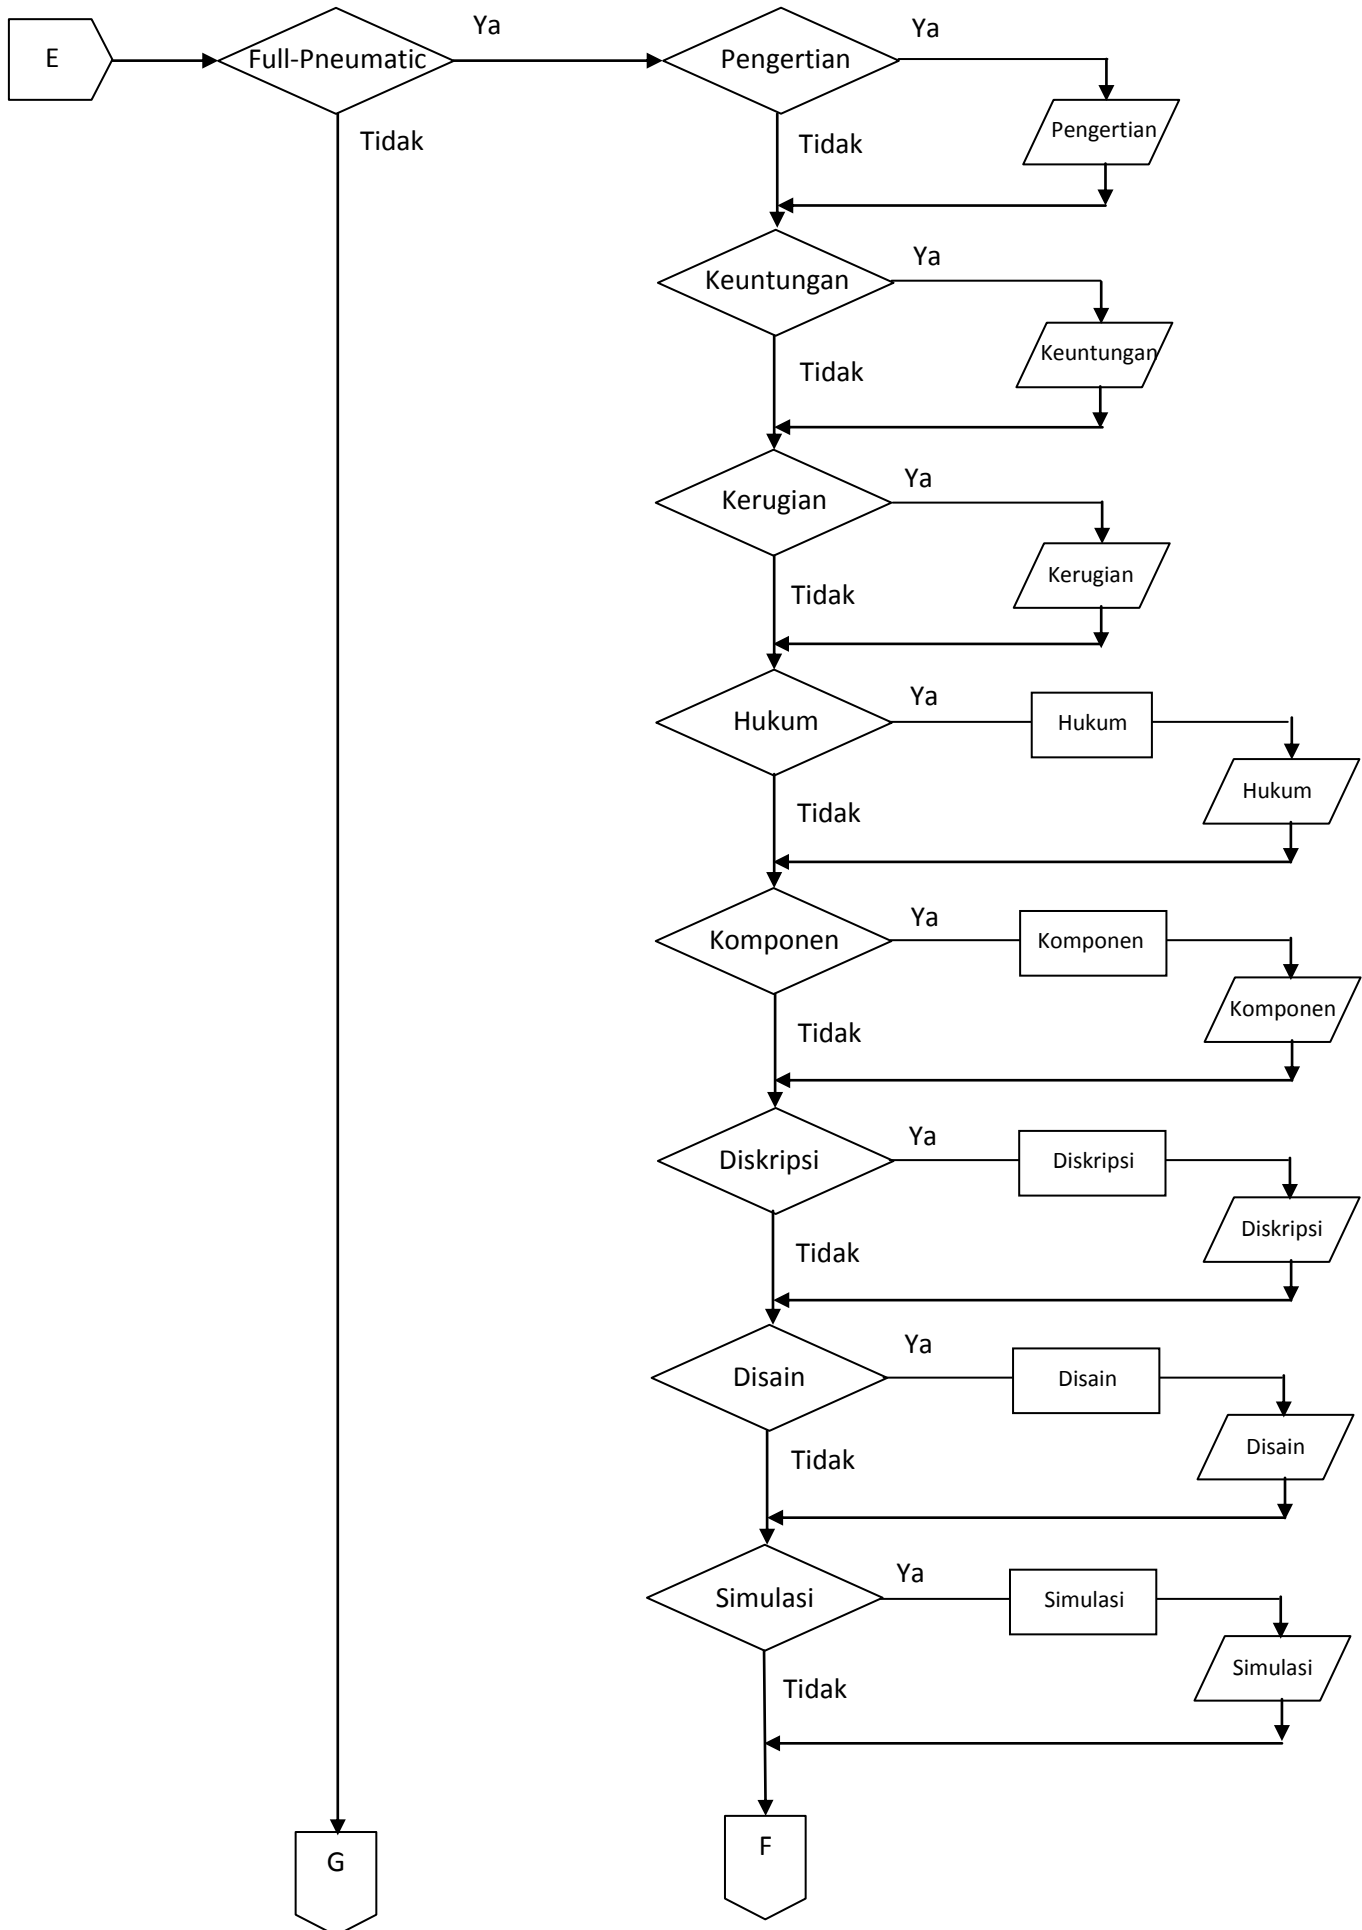 E
Full-Pneumatic
Ya
Pengertian
Ya
Pengertian
Tidak
Tidak
Keuntungan
Ya
Keuntungan
Tidak
Kerugian
Ya
Kerugian
Tidak
Hukum
Ya
Hukum
Hukum
Tidak
Komponen
Ya
Komponen
Komponen
Tidak
Diskripsi
Ya
Diskripsi
Diskripsi
Tidak
Disain
Ya
Disain
Disain
Tidak
Simulasi
Ya
Simulasi
Simulasi
Tidak
G
F